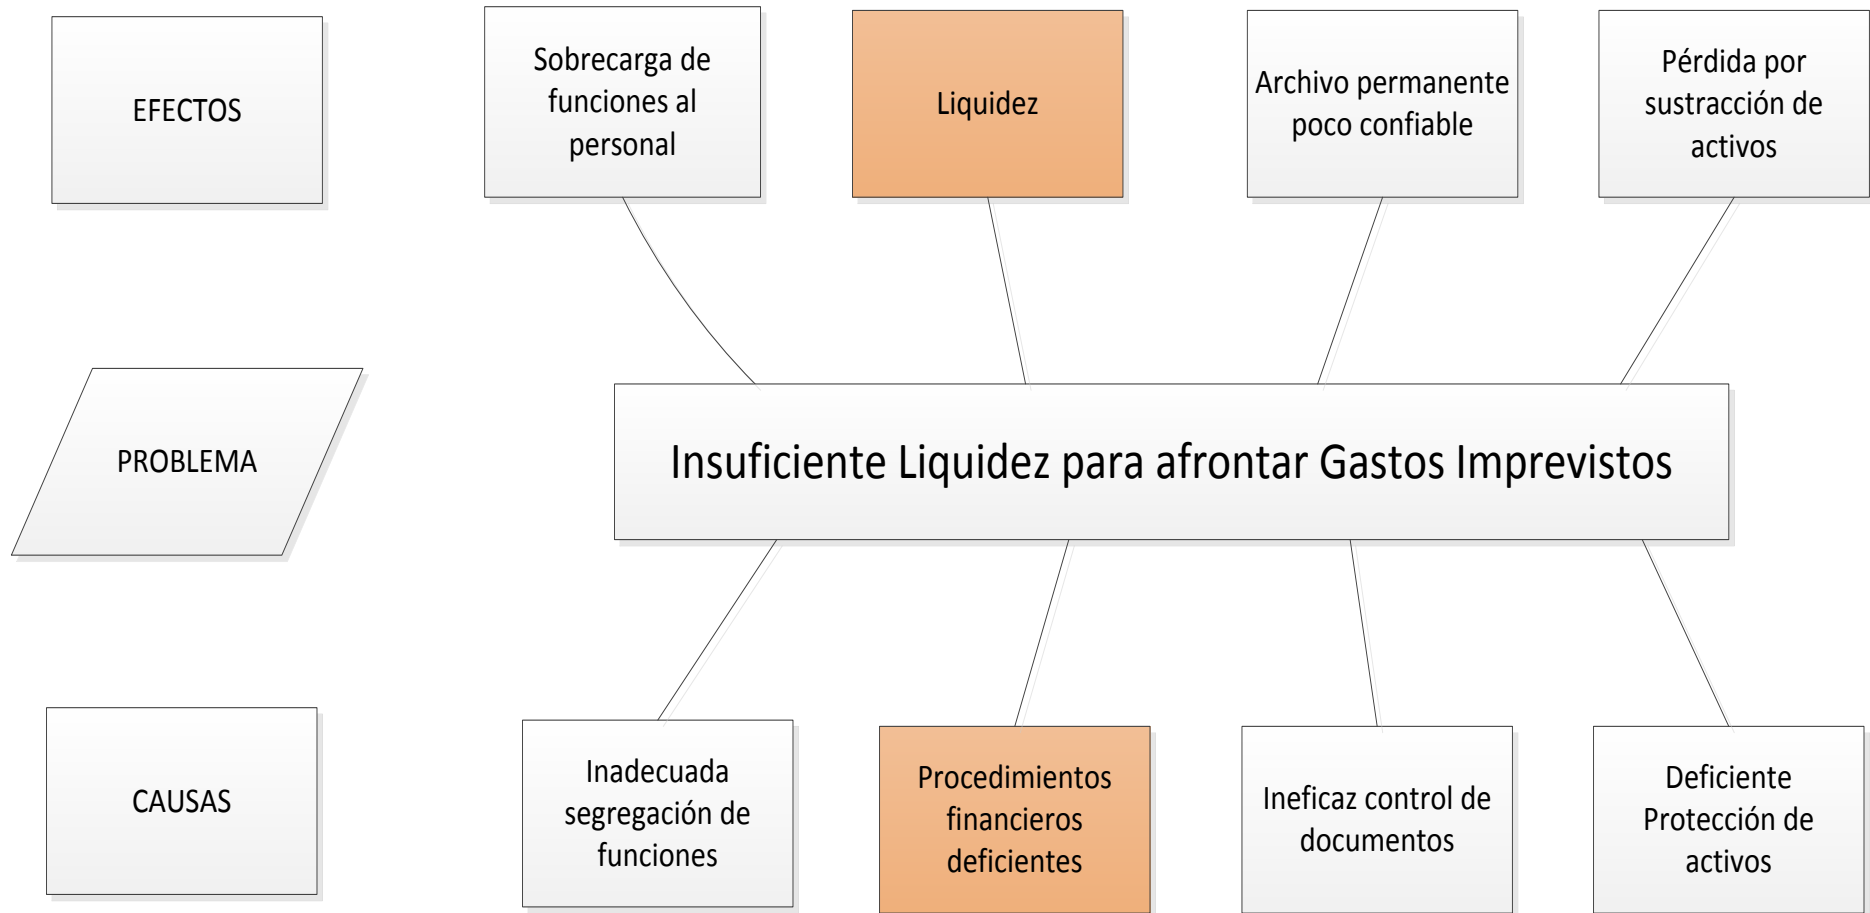 EFECTOS
Sobrecarga de
funciones al
personal
Liquidez
Archivo permanente
poco confiable
Pérdida por
sustracción de
activos
PROBLEMA
Insuficiente Liquidez para afrontar Gastos Imprevistos
CAUSAS
Inadecuada
segregación de
funciones
Procedimientos
financieros
deficientes
Ineficaz control de
documentos
Deficiente
Protección de
activos